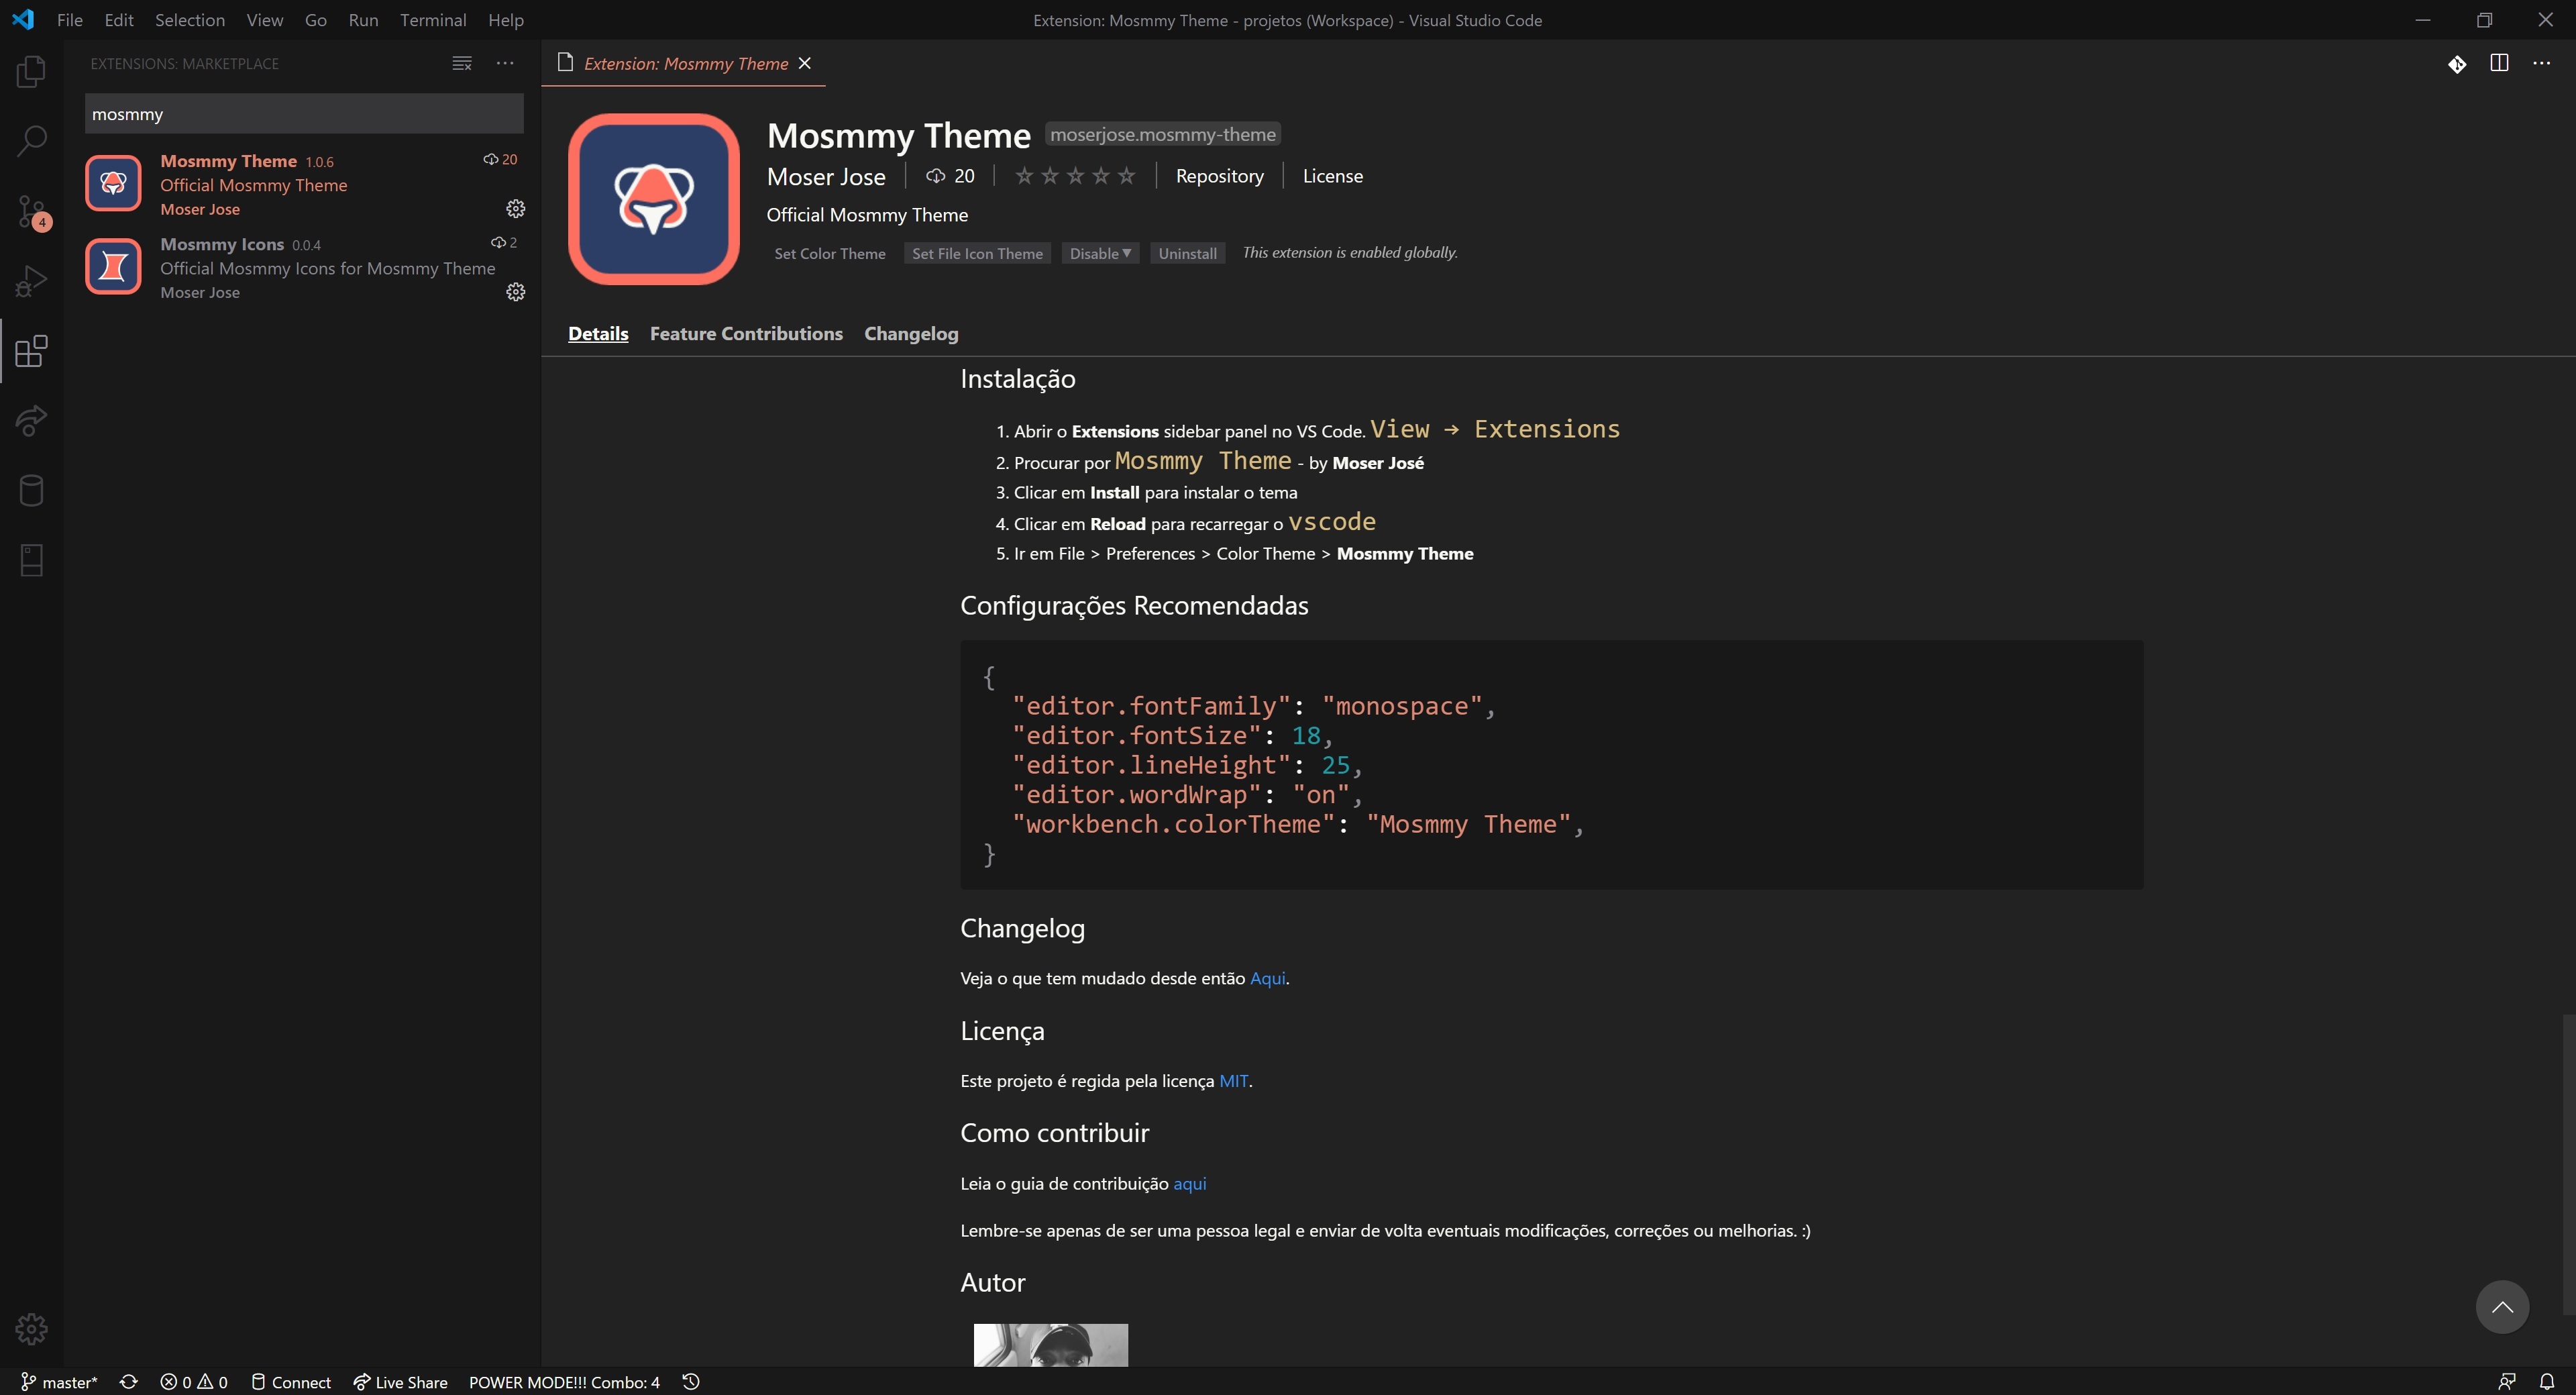 File Edit Selection View Go Run Terminal Help
Extension: Mosmmy Theme - projetos (Workspace) - Visual Studio Code
EXTENSIONS: MARKETPLACE
mosmmy
Mosmmy Theme 1.0.6 20
Official Mosmmy Theme
Moser Jose
Mosmmy Icons 0.0.4 2
Official Mosmmy Icons for Mosmmy Theme
Moser Jose
4
Extension: Mosmmy Theme
Mosmmy Theme moserjose.mosmmy-theme
Moser Jose 20 Repository License
Official Mosmmy Theme
Set Color Theme Set File Icon Theme Disable▼ Uninstall This extension is enabled globally.
Details Feature Contributions Changelog
Instalação
1. Abrir o Extensions sidebar panel no VS Code. View → Extensions
2. Procurar por Mosmmy Theme - by Moser José
3. Clicar em Install para instalar o tema
4. Clicar em Reload para recarregar o vscode
5. Ir em File > Preferences > Color Theme > Mosmmy Theme
Configurações Recomendadas
{
"editor.fontFamily": "monospace",
"editor.fontSize": 18,
"editor.lineHeight": 25,
"editor.wordWrap": "on",
"workbench.colorTheme": "Mosmmy Theme",
}
Changelog
Veja o que tem mudado desde então Aqui.
Licença
Este projeto é regida pela licença MIT.
Como contribuir
Leia o guia de contribuição aqui
Lembre-se apenas de ser uma pessoa legal e enviar de volta eventuais modificações, correções ou melhorias. :)
Autor
master* 0 0 Connect Live Share POWER MODE!!! Combo: 4